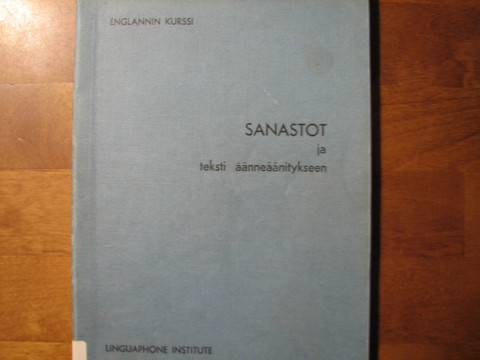 ENGLANNIN KURSSI
SANASTOT
ja
teksti äänneäänitykseen
LINGUAPHONE INSTITUTE